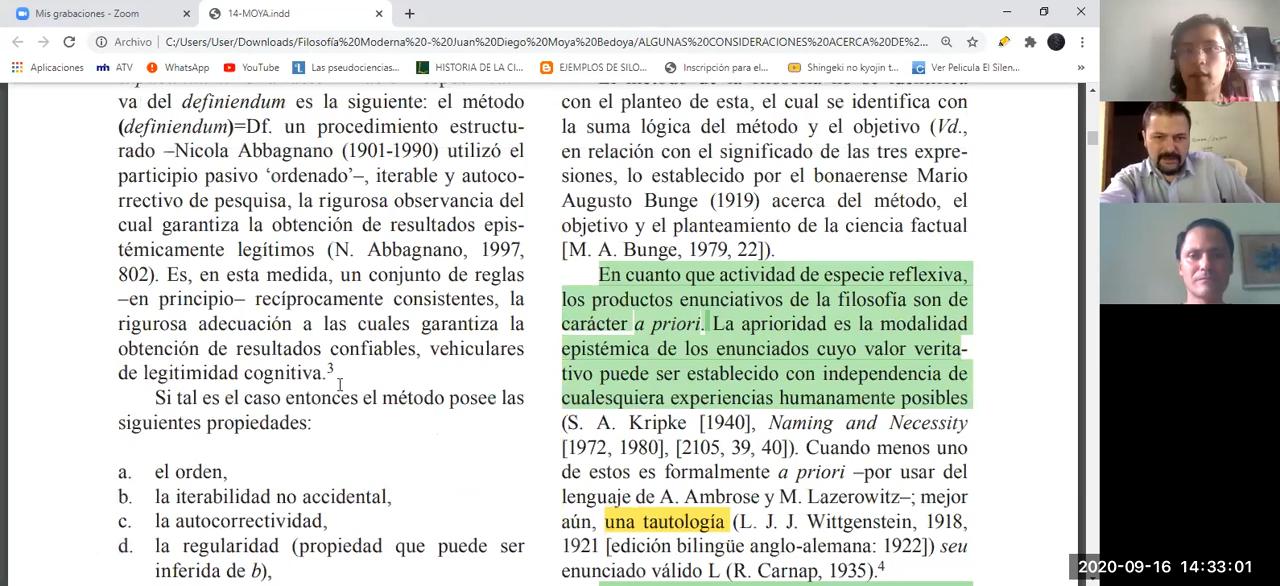 Mis grabaciones - Zoom
14-MOYA.indd
Archivo
C:/Users/User/Downloads/Filosofía%20Moderna%20-%20Juan%20Diego%20Moya%20Bedoya/ALGUNAS%20CONSIDERACIONES%20ACERCA%20DE%...
Aplicaciones
mh ATV
WhatsApp
YouTube
Las pseudociencias...
HISTORIA DE LA CI...
EJEMPLOS DE SILO...
Inscripción para el...
Shingeki no kyojin t...
Ver Pelicula El Silen...
»
va del definiendum es la siguiente: el método
(definiendum)=Df. un procedimiento estructu-
rado –Nicola Abbagnano (1901-1990) utilizó el
participio pasivo ‘ordenado’–, iterable y autoco-
rrectivo de pesquisa, la rigurosa observancia del
cual garantiza la obtención de resultados epis-
témicamente legítimos (N. Abbagnano, 1997,
802). Es, en esta medida, un conjunto de reglas
–en principio– recíprocamente consistentes, la
rigurosa adecuación a las cuales garantiza la
obtención de resultados confiables, vehiculares
de legitimidad cognitiva.3
Si tal es el caso entonces el método posee las
siguientes propiedades:
a. el orden,
b. la iterabilidad no accidental,
c. la autocorrectividad,
d. la regularidad (propiedad que puede ser
inferida de b),
con el planteo de esta, el cual se identifica con
la suma lógica del método y el objetivo (Vd.,
en relación con el significado de las tres expre-
siones, lo establecido por el bonaerense Mario
Augusto Bunge (1919) acerca del método, el
objetivo y el planteamiento de la ciencia factual
[M. A. Bunge, 1979, 22]).
En cuanto que actividad de especie reflexiva,
los productos enunciativos de la filosofía son de
carácter a priori. La aprioridad es la modalidad
epistémica de los enunciados cuyo valor verita-
tivo puede ser establecido con independencia de
cualesquiera experiencias humanamente posibles
(S. A. Kripke [1940], Naming and Necessity
[1972, 1980], [2105, 39, 40]). Cuando menos uno
de estos es formalmente a priori –por usar del
lenguaje de A. Ambrose y M. Lazerowitz–; mejor
aún, una tautología (L. J. J. Wittgenstein, 1918,
1921 [edición bilingüe anglo-alemana: 1922]) seu
enunciado válido L (R. Carnap, 1935).4
2020-09-16 14:33:01